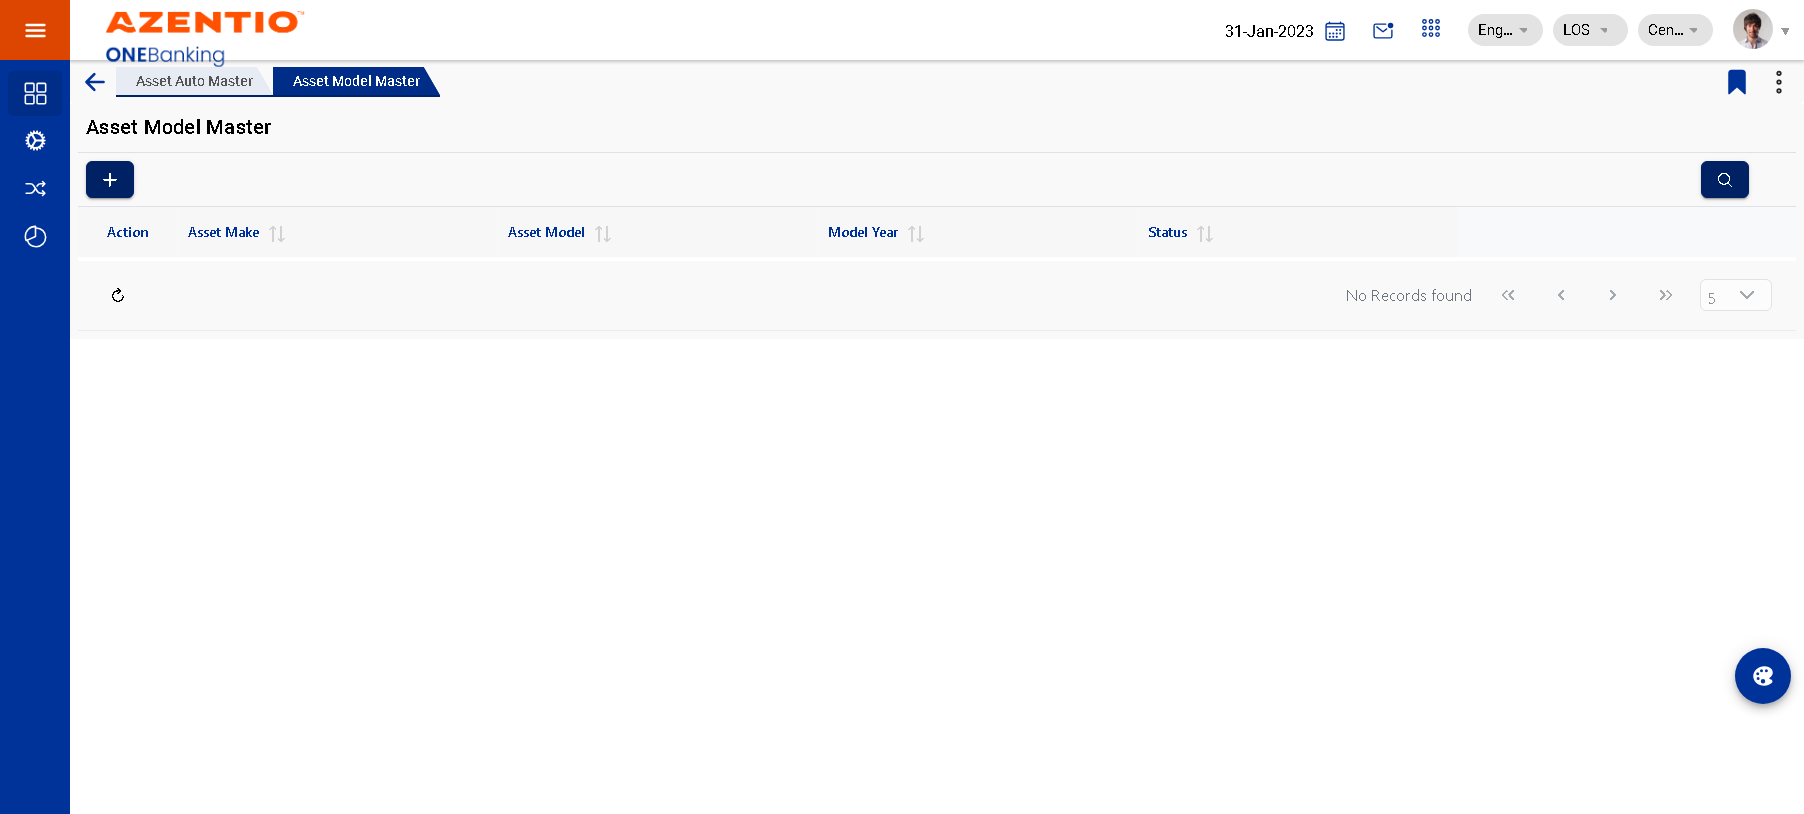 AZENTIO™
ONEBanking
31-Jan-2023
Eng...
LOS
Cen...
Asset Auto Master
Asset Model Master
Asset Model Master
Action
Asset Make
Asset Model
Model Year
Status
No Records found
5